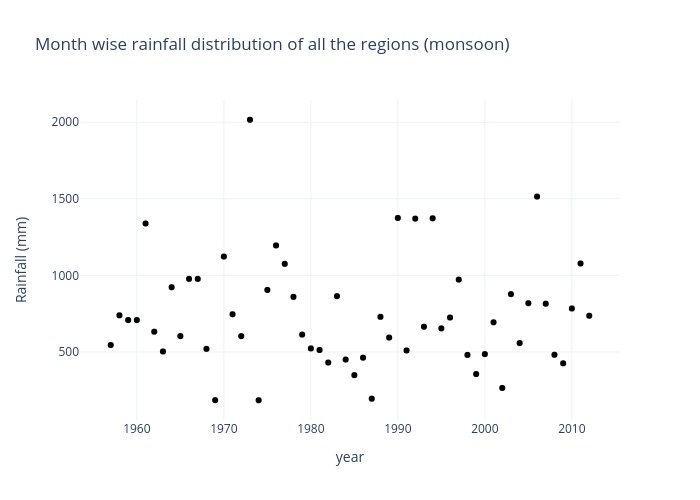 Month wise rainfall distribution of all the regions (monsoon)
Rainfall (mm)
2000
1500
1000
500
1960 1970 1980 1990 2000 2010
year